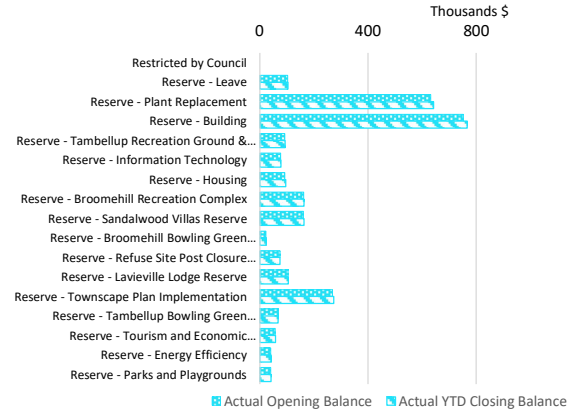 Thousands $
0 400 800
Restricted by Council
Reserve - Leave
Reserve - Plant Replacement
Reserve - Building
Reserve - Tambellup Recreation Ground &...
Reserve - Information Technology
Reserve - Housing
Reserve - Broomehill Recreation Complex
Reserve - Sandalwood Villas Reserve
Reserve - Broomehill Bowling Green...
Reserve - Refuse Site Post Closure...
Reserve - Lavieville Lodge Reserve
Reserve - Townscape Plan Implementation
Reserve - Tambellup Bowling Green...
Reserve - Tourism and Economic...
Reserve - Energy Efficiency
Reserve - Parks and Playgrounds
Actual Opening Balance Actual YTD Closing Balance